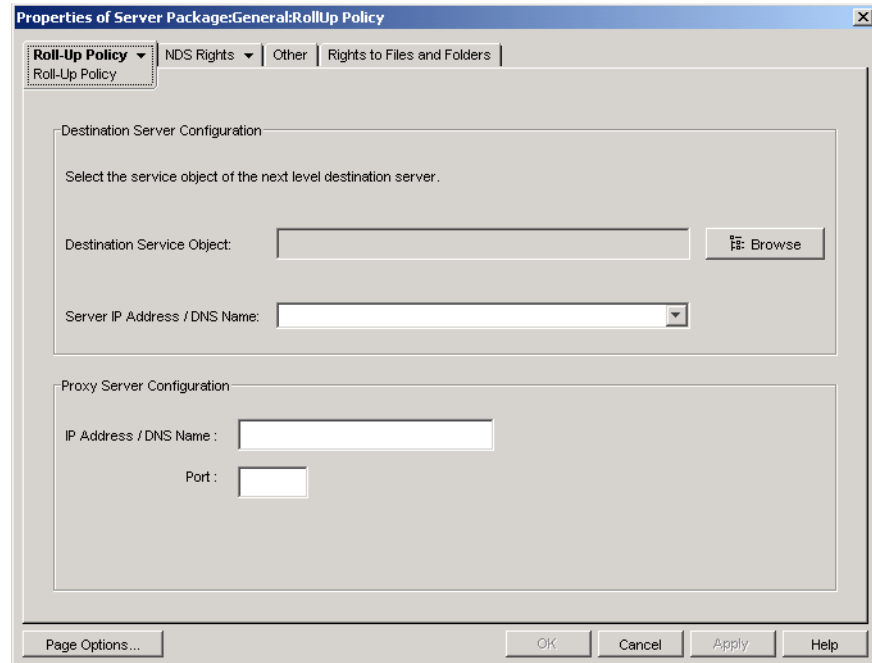 Properties of Server Package:General:RollUp Policy
Roll-Up Policy NDS Rights Other Rights to Files and Folders
Roll-Up Policy
Destination Server Configuration
Select the service object of the next level destination server.
Destination Service Object: Browse
Server IP Address / DNS Name:
Proxy Server Configuration
IP Address / DNS Name :
Port :
Page Options... OK Cancel Apply Help